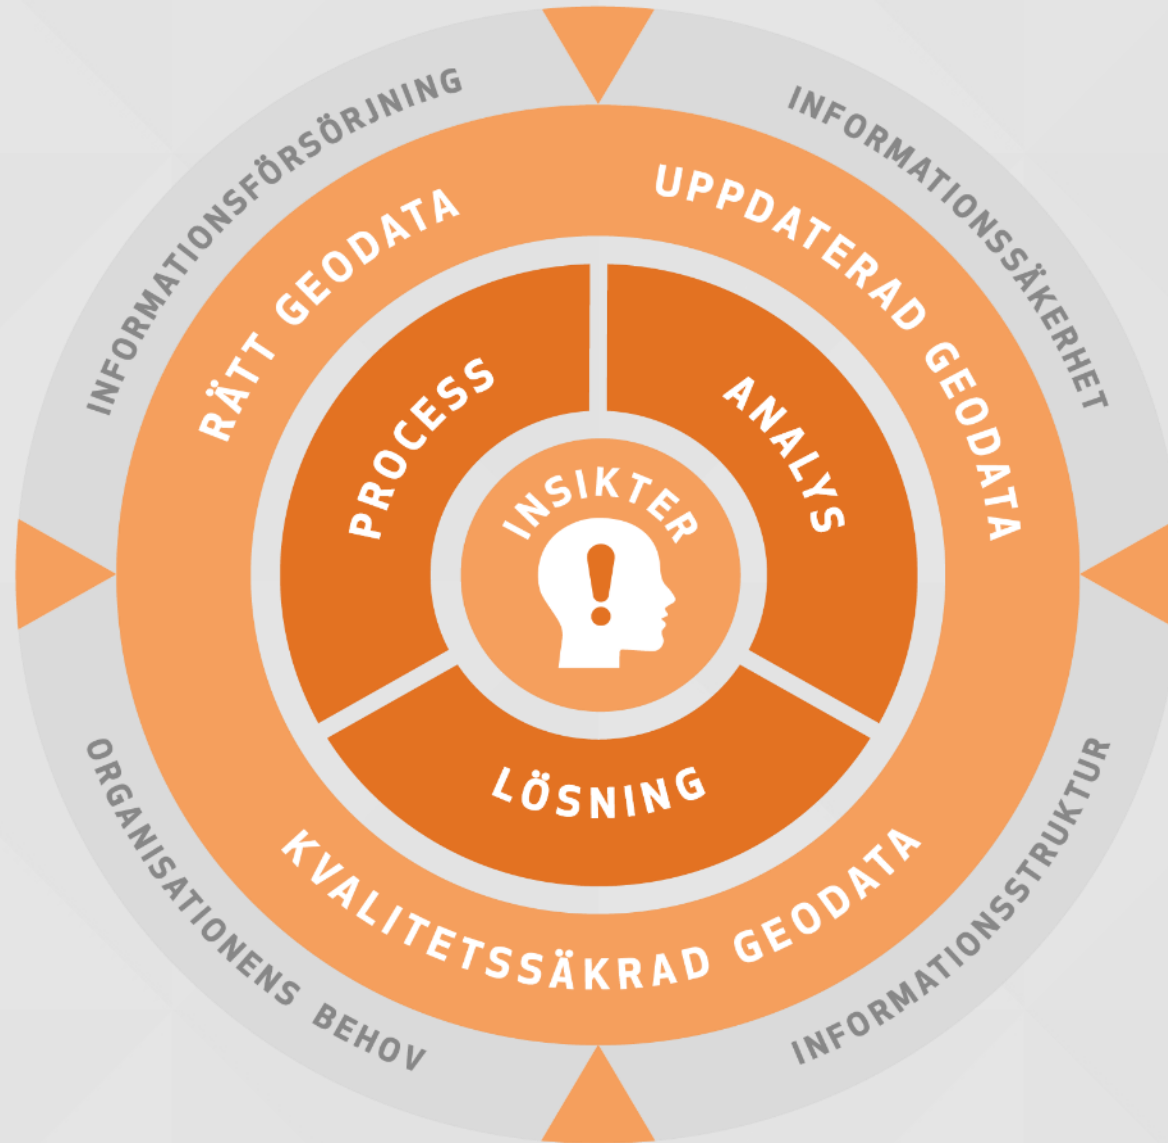 INFORMATIONSFÖRSÖRJNING
INFORMATIONSSÄKERHET
RÄTT GEODATA
UPPDATERAD GEODATA
PROCESS
ANALYS
INSIKTER
!
LÖSNING
KVALITETSSÄKRAD GEODATA
ORGANISATIONENS BEHOV
INFORMATIONSSTRUKTUR